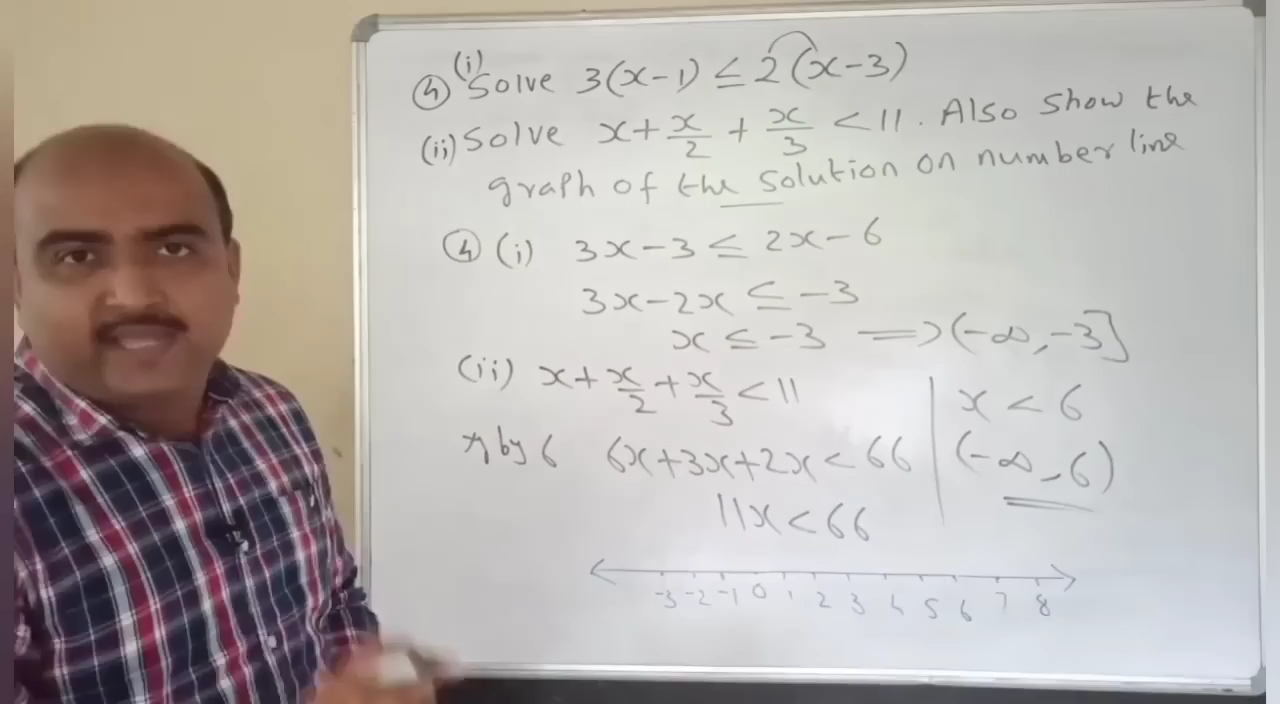 ④ (i) Solve 3(x-1) ≤ 2(x-3)
(ii) Solve x + x/2 + x/3 < 11. Also show the
graph of the solution on number line
④ (i) 3x-3 ≤ 2x-6
3x-2x ≤ -3
x ≤ -3 ⟹ (-∞, -3]
(ii) x + x/2 + x/3 < 11
by 6 6x+3x+2x < 66
11x < 66
x < 6
(-∞, 6)
-3 -2 -1 0 1 2 3 4 5 6 7 8